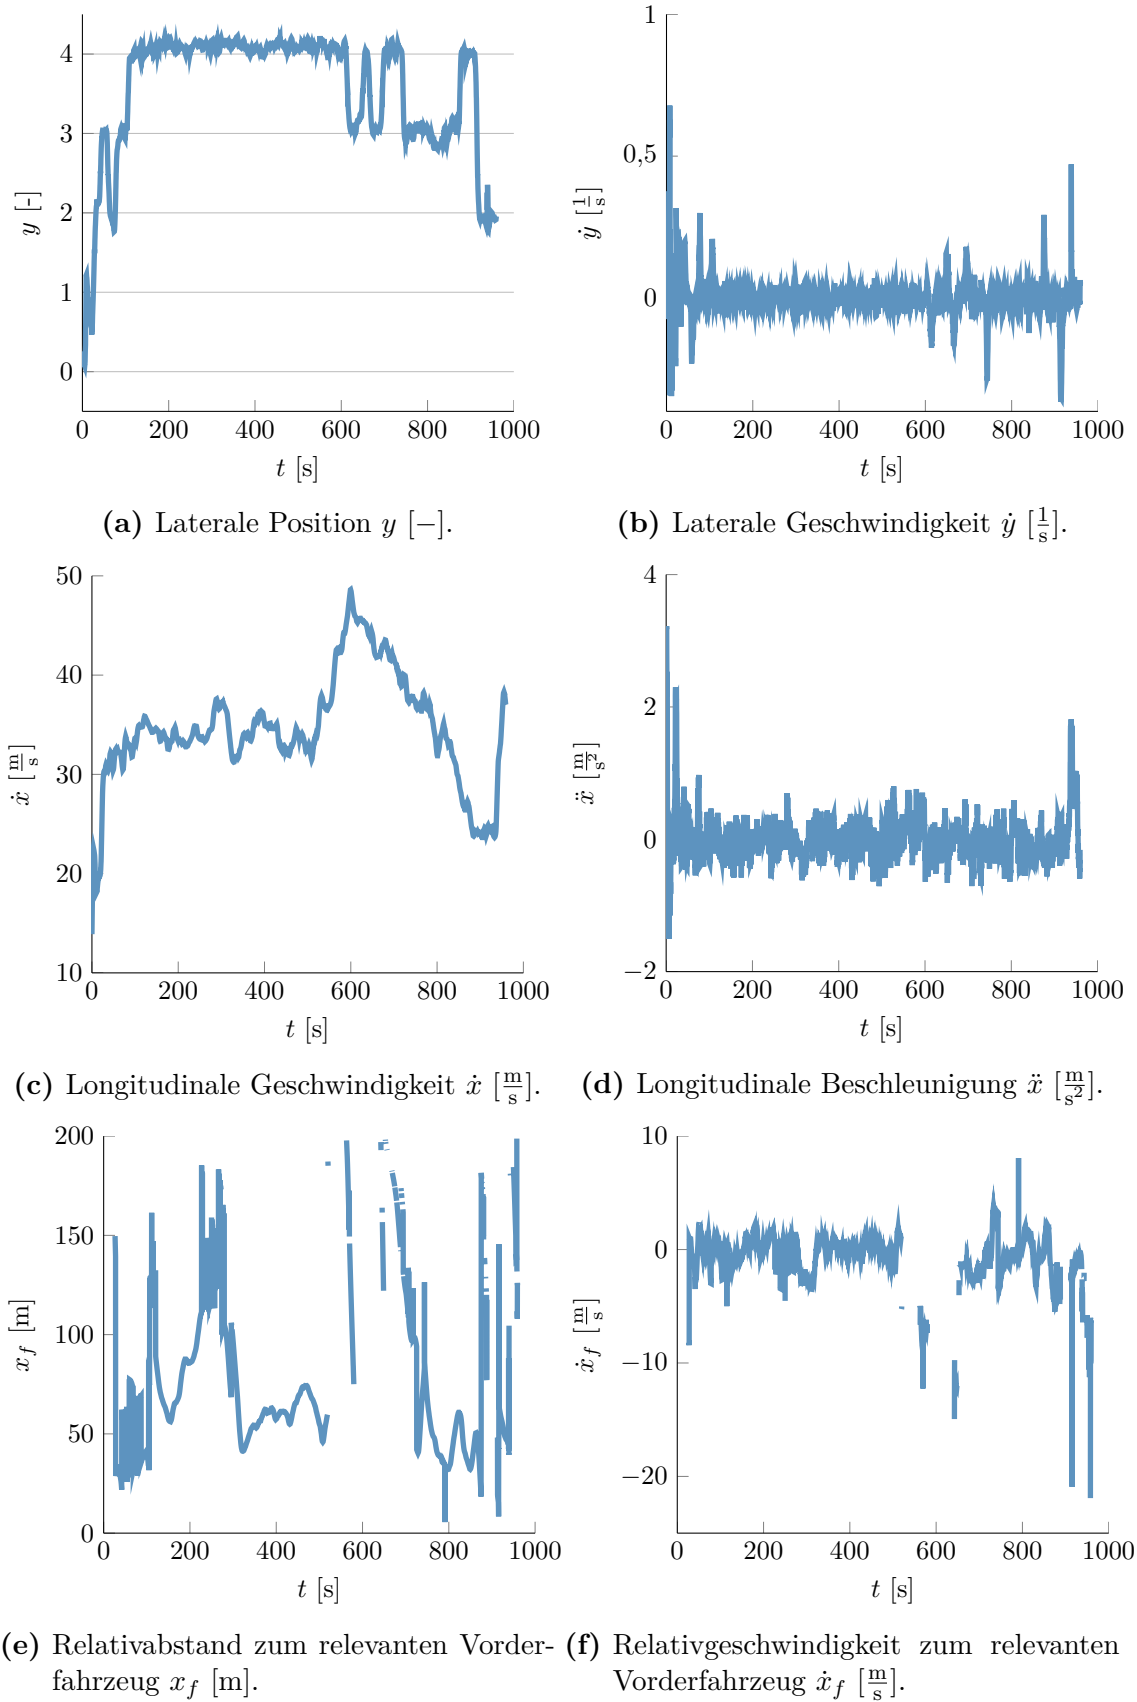 4
3
2
1
0
y [-]
0 200 400 600 800 1000
t [s]
(a) Laterale Position y [−].
1
0,5
0
ẏ [1/s]
0 200 400 600 800 1000
t [s]
(b) Laterale Geschwindigkeit ẏ [1/s].
50
40
30
20
10
ẋ [m/s]
0 200 400 600 800 1000
t [s]
(c) Longitudinale Geschwindigkeit ẋ [m/s].
4
2
0
−2
ẍ [m/s²]
0 200 400 600 800 1000
t [s]
(d) Longitudinale Beschleunigung ẍ [m/s²].
200
150
100
50
0
x_f [m]
0 200 400 600 800 1000
t [s]
(e) Relativabstand zum relevanten Vorder-
fahrzeug x_f [m].
10
0
−10
−20
ẋ_f [m/s]
0 200 400 600 800 1000
t [s]
(f) Relativgeschwindigkeit zum relevanten
Vorderfahrzeug ẋ_f [m/s].